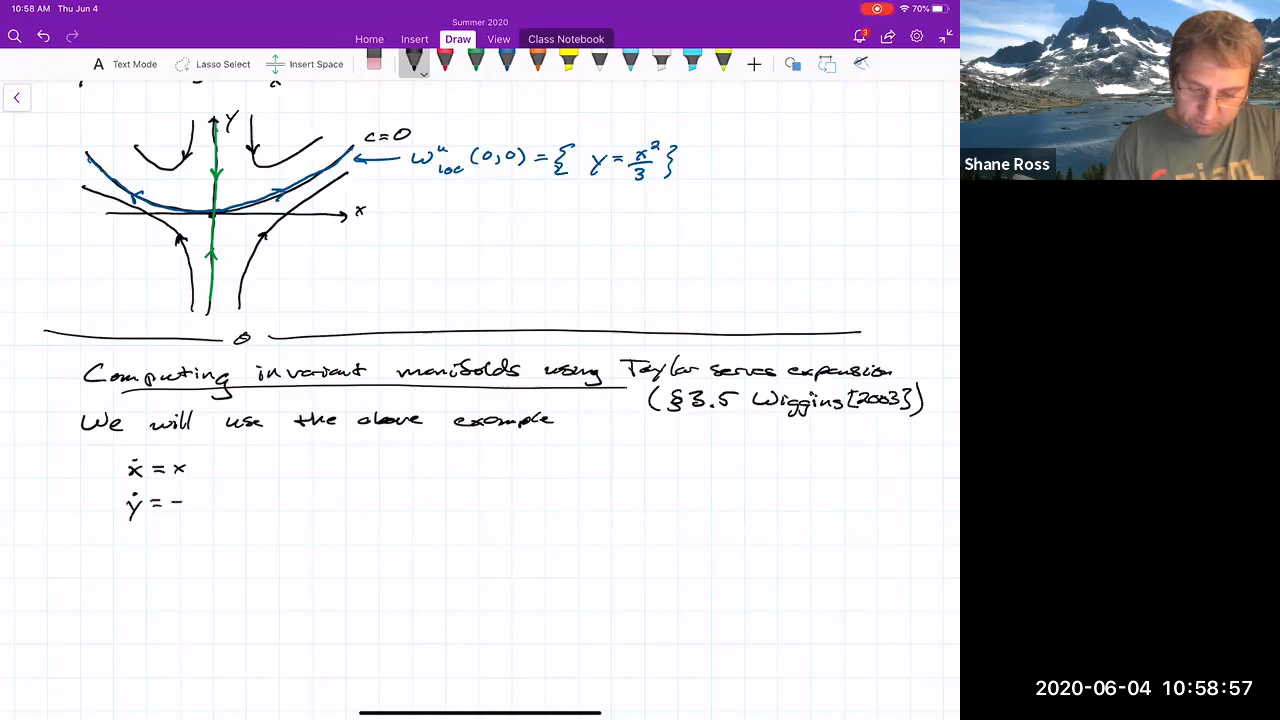 10:58 AM Thu Jun 4
70%
Summer 2020
Home Insert Draw View Class Notebook
3
A Text Mode Lasso Select Insert Space
y
c=0
W^u_loc (0,0) = { y = x²/3 }
x
Computing invariant manifolds using Taylor series expansion
(§3.5 Wiggins [2003])
We will use the above example
ẋ = x
ẏ = -
Shane Ross
2020-06-04 10:58:57